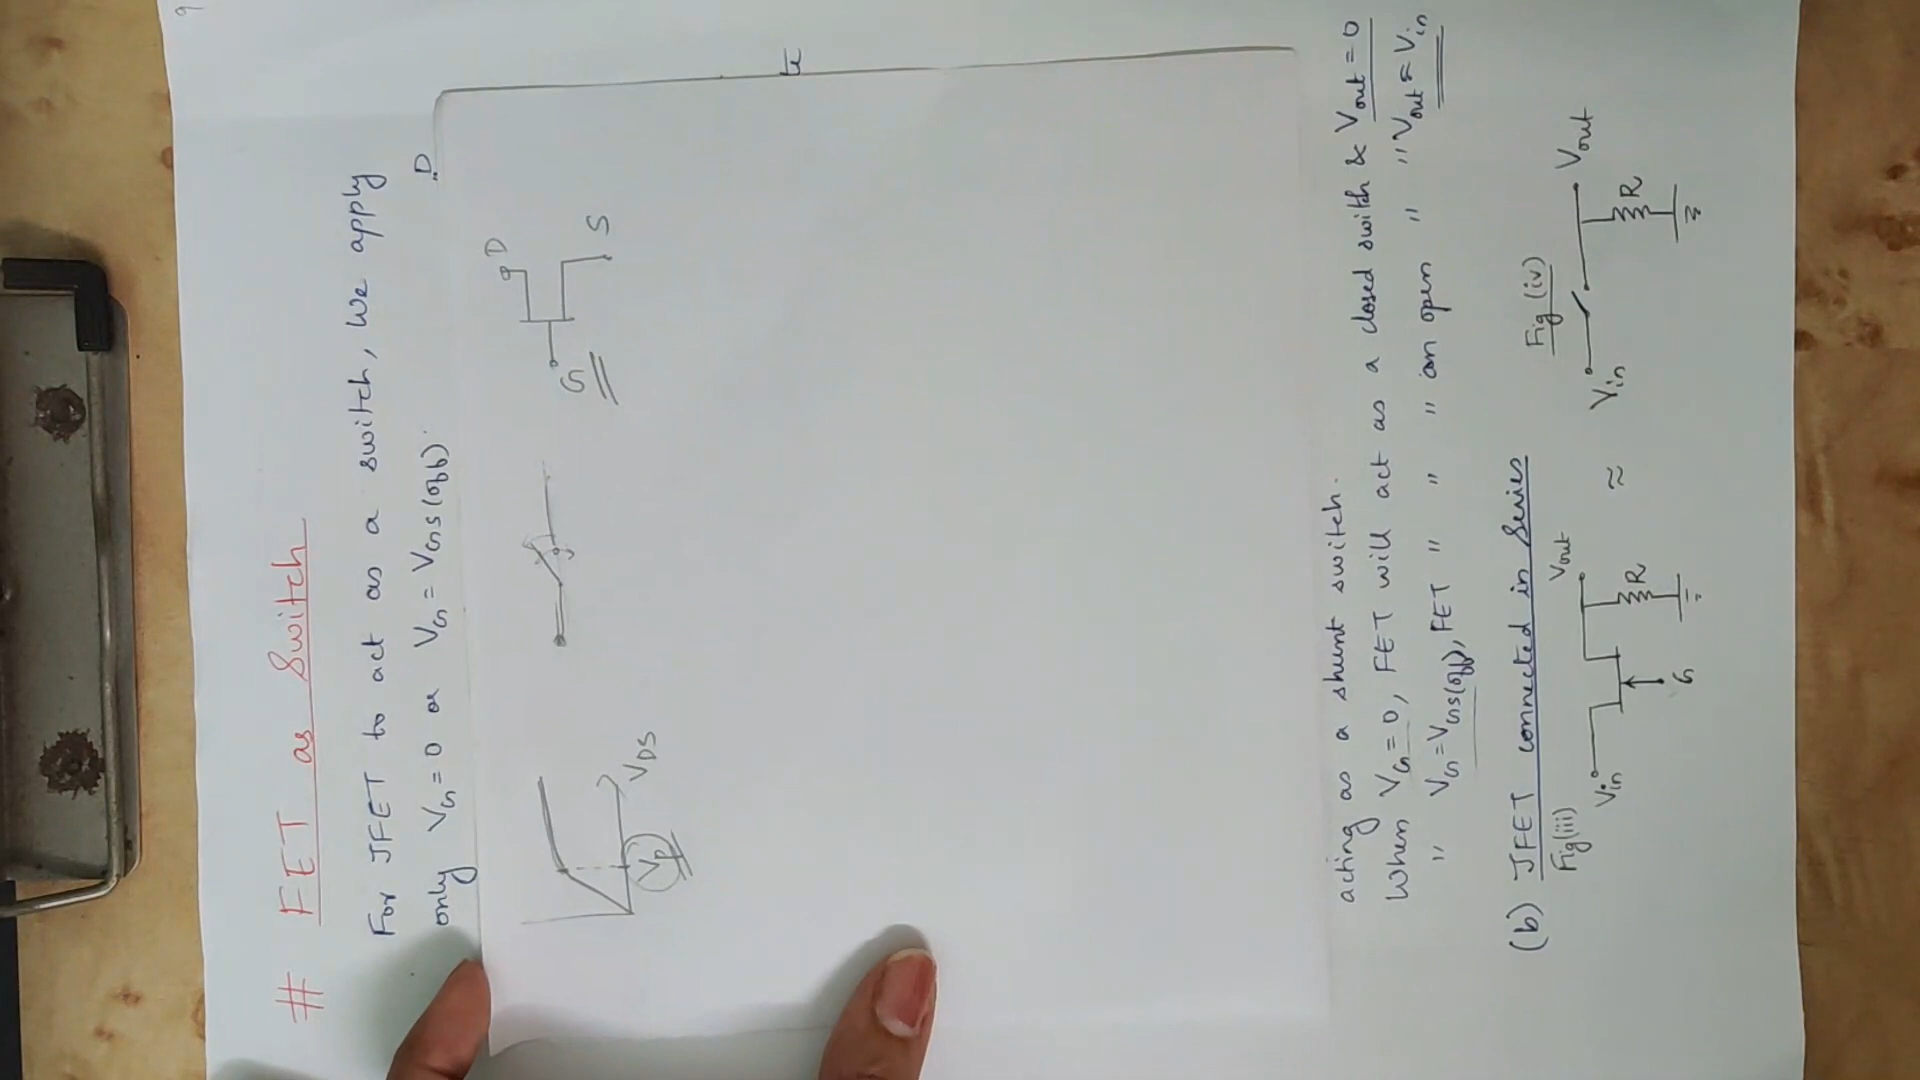 # FET as Switch
For JFET to act as a switch, We apply
only VG = 0 or VG = VGS(off).
D
D
G
S
VDS
VP
acting as a shunt switch.
When VG = 0, FET will act as a closed switch & Vout = 0
" VG = VGS(off), FET " " " an open " " Vout ≈ Vin
(b) JFET connected in Series
Fig(iii)
Fig(iv)
Vin
Vout
R
G
≈
Vin
Vout
R